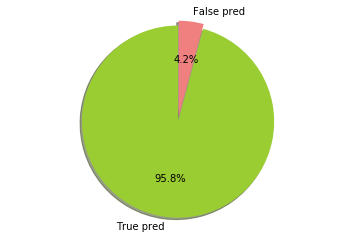 False pred
4.2%
95.8%
True pred